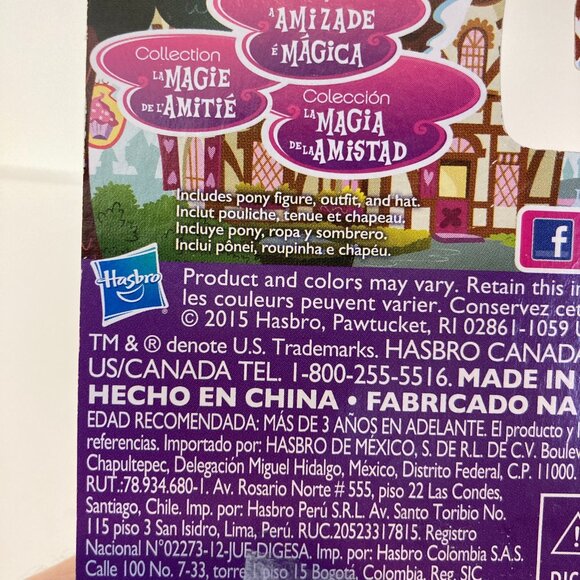 A AMIZADE
É MÁGICA
Collection
LA MAGIE
DE L'AMITIÉ
Colección
LA MAGIA
DE LA AMISTAD
Includes pony figure, outfit, and hat.
Inclut pouliche, tenue et chapeau.
Incluye pony, ropa y sombrero.
Inclui pônei, roupinha e chapéu.
f
Hasbro
Product and colors may vary. Retain this in
les couleurs peuvent varier. Conservez cet
© 2015 Hasbro, Pawtucket, RI 02861-1059
TM & ® denote U.S. Trademarks. HASBRO CANADA
US/CANADA TEL. 1-800-255-5516. MADE IN
HECHO EN CHINA • FABRICADO NA
EDAD RECOMENDADA: MÁS DE 3 AÑOS EN ADELANTE. El producto y l
referencias. Importado por: HASBRO DE MÉXICO, S. DE R.L. DE C.V. Boulev
Chapultepec, Delegación Miguel Hidalgo, México, Distrito Federal, C.P. 11000.
RUT.:78.934.680-1. Av. Rosario Norte # 555, piso 22 Las Condes,
Santiago, Chile. Imp. por: Hasbro Perú S.R.L. Av. Santo Toribio No.
115 piso 3 San Isidro, Lima, Perú. RUC.20523317815. Registro
Nacional N°02273-12-JUE-DIGESA. Imp. por: Hasbro Colombia S.A.S.
Calle 100 No. 7-33, torre 1 piso 15 Bogotá, Colombia. Reg. SIC